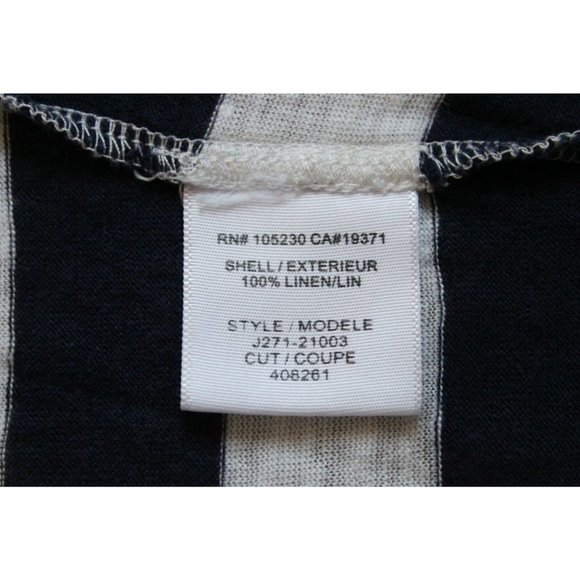 RN# 105230 CA#19371
SHELL / EXTERIEUR
100% LINEN/LIN
STYLE / MODELE
J271-21003
CUT / COUPE
408261